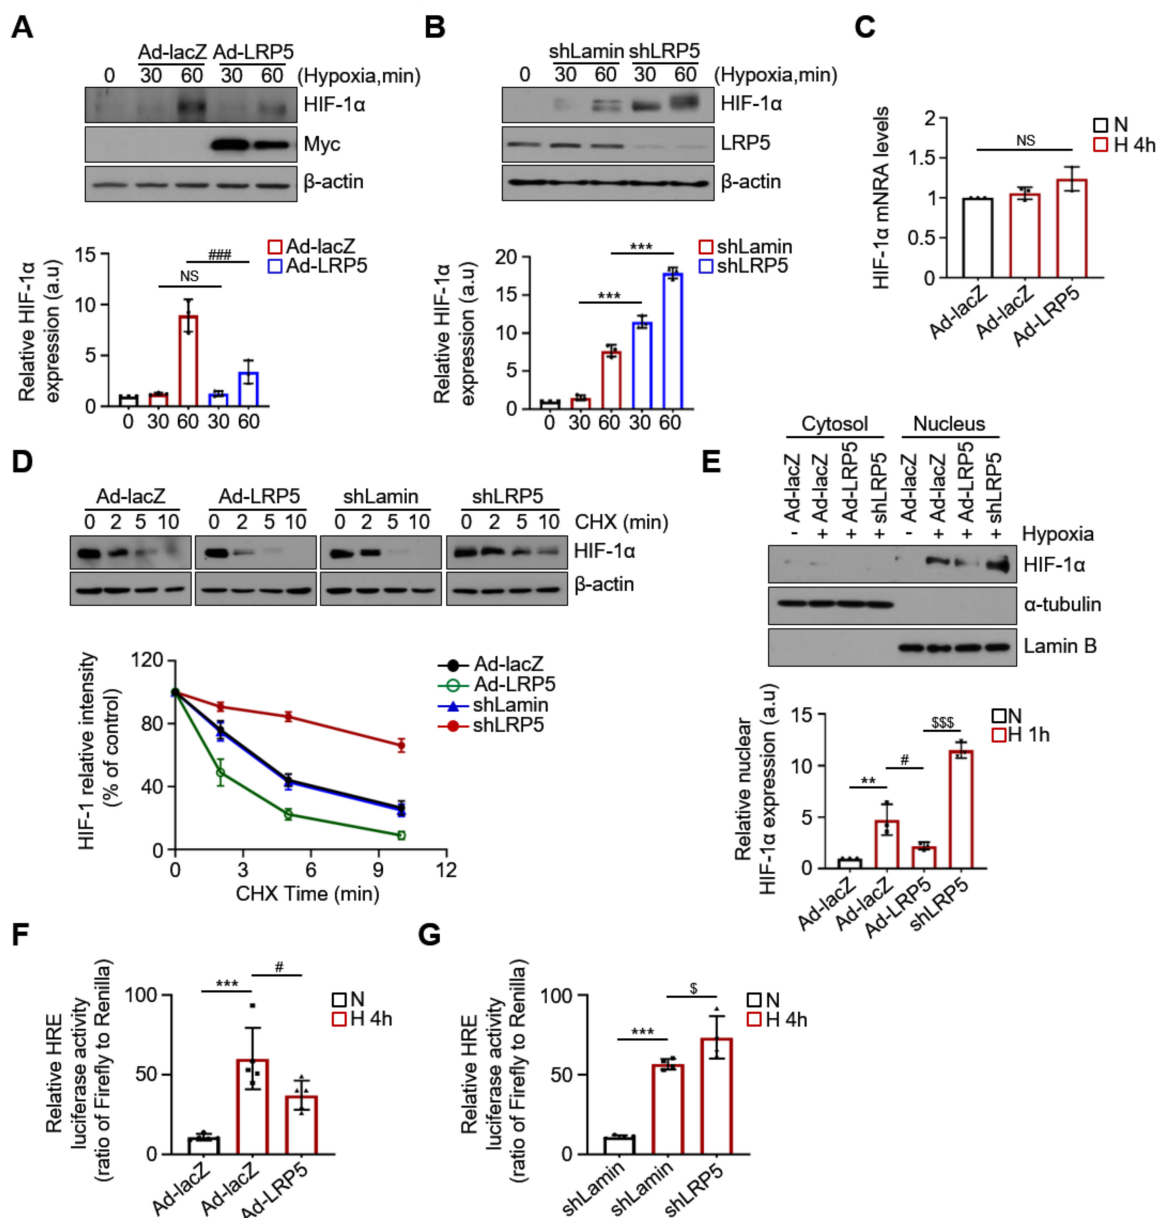 A
Ad-lacZ Ad-LRP5
0 30 60 30 60 (Hypoxia,min)
HIF-1α
Myc
β-actin
Relative HIF-1α
expression (a.u)
15
10
5
0
NS
###
Ad-lacZ
Ad-LRP5
0 30 60 30 60
B
shLamin shLRP5
0 30 60 30 60 (Hypoxia,min)
HIF-1α
LRP5
β-actin
Relative HIF-1α
expression (a.u)
20
15
10
5
0
***
***
shLamin
shLRP5
0 30 60 30 60
C
HIF-1α mNRA levels
2
1.5
1
0.5
0
NS
N
H 4h
Ad-lacZ
Ad-lacZ
Ad-LRP5
D
Ad-lacZ Ad-LRP5 shLamin shLRP5
0 2 5 10 0 2 5 10 0 2 5 10 0 2 5 10 CHX (min)
HIF-1α
β-actin
HIF-1 relative intensity
(% of control)
120
80
40
0
0 3 6 9 12
CHX Time (min)
Ad-lacZ
Ad-LRP5
shLamin
shLRP5
E
Cytosol Nucleus
Ad-lacZ Ad-lacZ Ad-LRP5 shLRP5 Ad-lacZ Ad-lacZ Ad-LRP5 shLRP5
- + + + - + + + Hypoxia
HIF-1α
α-tubulin
Lamin B
Relative nuclear
HIF-1α expression (a.u)
15
10
5
0
**
#
$$$
N
H 1h
Ad-lacZ
Ad-lacZ
Ad-LRP5
shLRP5
F
Relative HRE
luciferase activity
(ratio of Firefly to Renilla)
100
50
0
***
#
N
H 4h
Ad-lacZ
Ad-lacZ
Ad-LRP5
G
Relative HRE
luciferase activity
(ratio of Firefly to Renilla)
100
50
0
***
$
N
H 4h
shLamin
shLamin
shLRP5